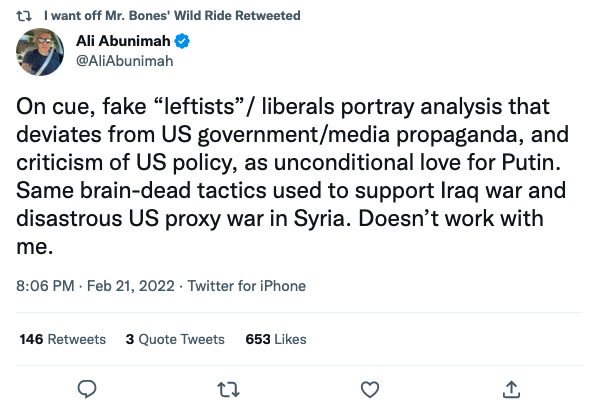 I want off Mr. Bones' Wild Ride Retweeted
Ali Abunimah
@AliAbunimah
On cue, fake “leftists”/ liberals portray analysis that
deviates from US government/media propaganda, and
criticism of US policy, as unconditional love for Putin.
Same brain-dead tactics used to support Iraq war and
disastrous US proxy war in Syria. Doesn’t work with
me.
8:06 PM · Feb 21, 2022 · Twitter for iPhone
146 Retweets 3 Quote Tweets 653 Likes